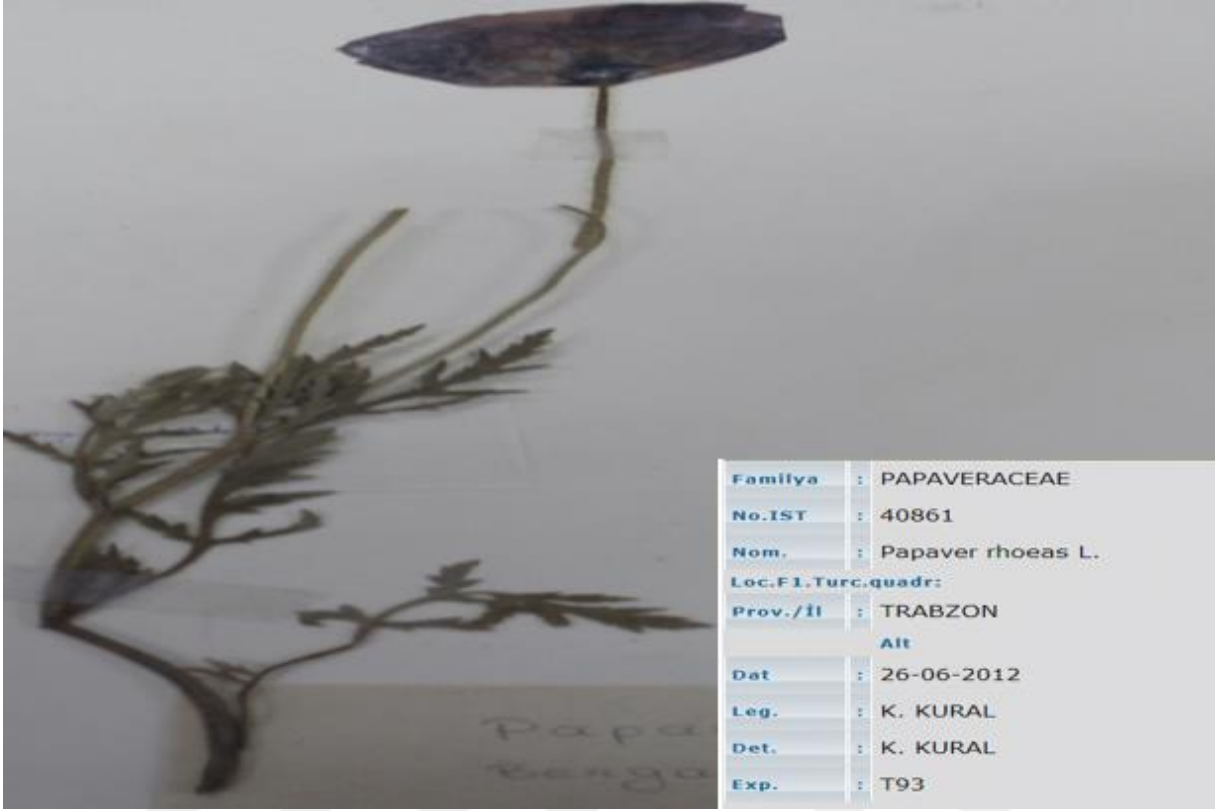 Familya : PAPAVERACEAE
No.IST : 40861
Nom. : Papaver rhoeas L.
Loc.F1.Turc.quadr:
Prov./İl : TRABZON
Alt
Dat : 26-06-2012
Leg. : K. KURAL
Det. : K. KURAL
Exp. : T93